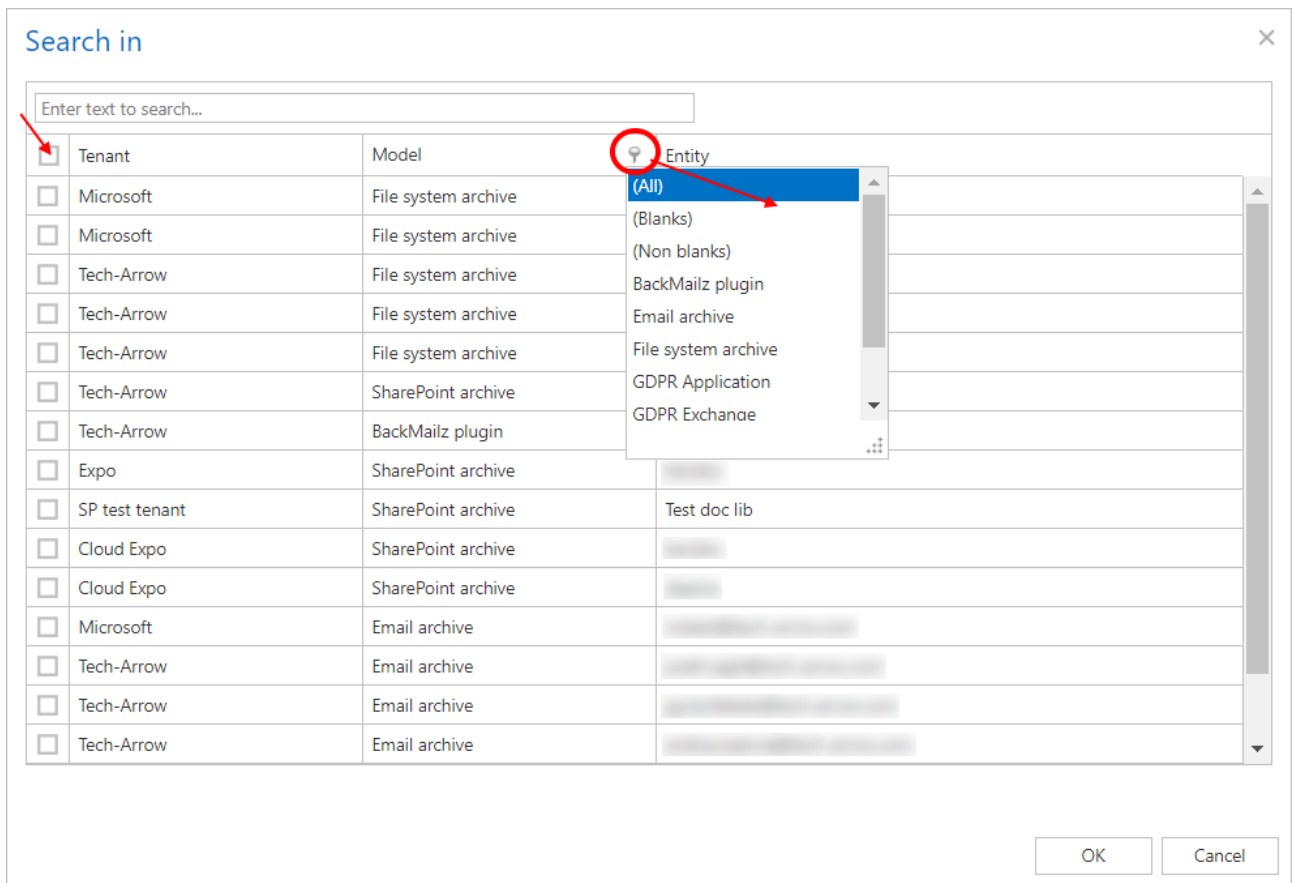 Search in
Enter text to search...
Tenant Model Entity
Microsoft File system archive
Microsoft File system archive
Tech-Arrow File system archive
Tech-Arrow File system archive
Tech-Arrow File system archive
Tech-Arrow SharePoint archive
Tech-Arrow BackMailz plugin
(All)
(Blanks)
(Non blanks)
BackMailz plugin
Email archive
File system archive
GDPR Application
GDPR Exchange
Expo SharePoint archive
SP test tenant SharePoint archive Test doc lib
Cloud Expo SharePoint archive
Cloud Expo SharePoint archive
Microsoft Email archive
Tech-Arrow Email archive
Tech-Arrow Email archive
Tech-Arrow Email archive
OK Cancel